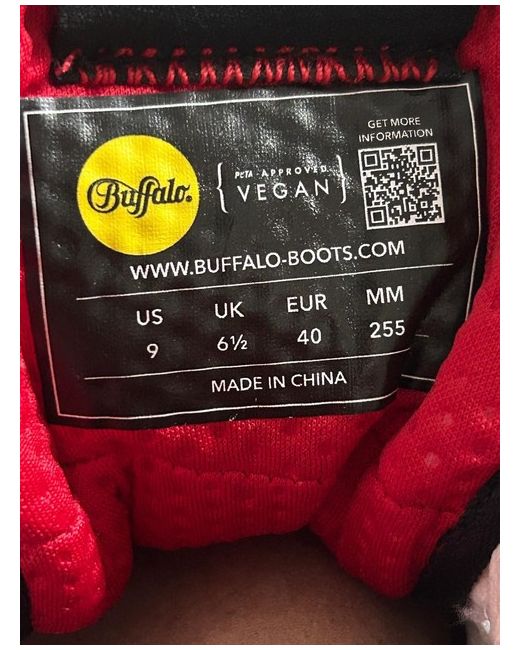 GET MORE
INFORMATION
Buffalo®
{ PeTA APPROVED }
{ VEGAN }
WWW.BUFFALO-BOOTS.COM
US UK EUR MM
9 6½ 40 255
MADE IN CHINA